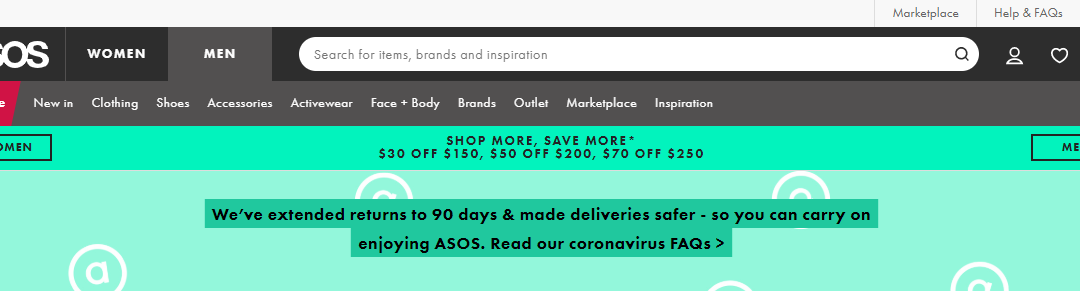 Marketplace Help & FAQs
asos WOMEN MEN Search for items, brands and inspiration
New in Clothing Shoes Accessories Activewear Face + Body Brands Outlet Marketplace Inspiration
SHOP MORE, SAVE MORE*
OMEN $30 OFF $150, $50 OFF $200, $70 OFF $250 ME
We've extended returns to 90 days & made deliveries safer - so you can carry on
enjoying ASOS. Read our coronavirus FAQs >